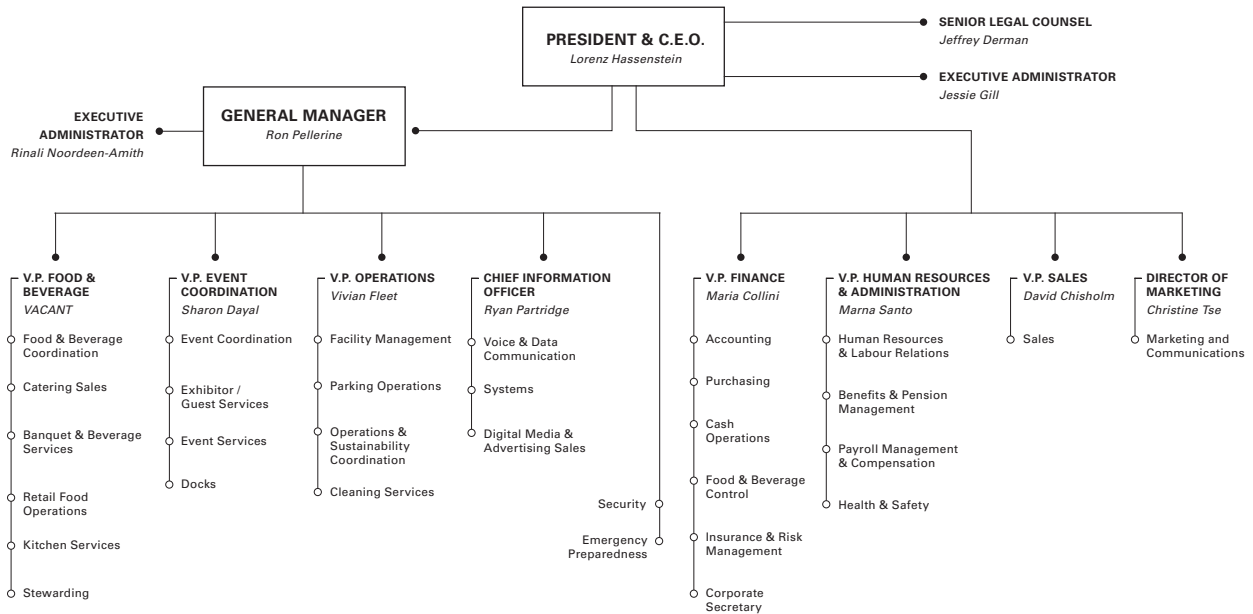 PRESIDENT & C.E.O.
Lorenz Hassenstein
SENIOR LEGAL COUNSEL
Jeffrey Derman
EXECUTIVE ADMINISTRATOR
Jessie Gill
GENERAL MANAGER
Ron Pellerine
EXECUTIVE
ADMINISTRATOR
Rinali Noordeen-Amith
V.P. FOOD &
BEVERAGE
VACANT
Food & Beverage
Coordination
Catering Sales
Banquet & Beverage
Services
Retail Food
Operations
Kitchen Services
Stewarding
V.P. EVENT
COORDINATION
Sharon Dayal
Event Coordination
Exhibitor /
Guest Services
Event Services
Docks
V.P. OPERATIONS
Vivian Fleet
Facility Management
Parking Operations
Operations &
Sustainability
Coordination
Cleaning Services
CHIEF INFORMATION
OFFICER
Ryan Partridge
Voice & Data
Communication
Systems
Digital Media &
Advertising Sales
Security
Emergency
Preparedness
V.P. FINANCE
Maria Collini
Accounting
Purchasing
Cash
Operations
Food & Beverage
Control
Insurance & Risk
Management
Corporate
Secretary
V.P. HUMAN RESOURCES
& ADMINISTRATION
Marna Santo
Human Resources
& Labour Relations
Benefits & Pension
Management
Payroll Management
& Compensation
Health & Safety
V.P. SALES
David Chisholm
Sales
DIRECTOR OF
MARKETING
Christine Tse
Marketing and
Communications